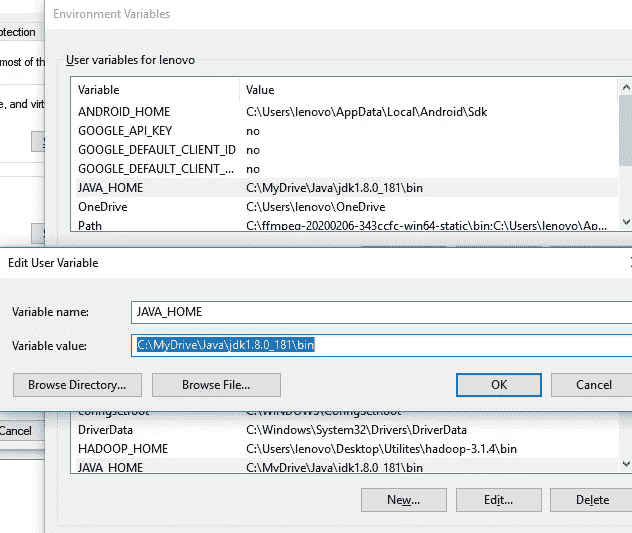 Environment Variables
otection
most of th
User variables for lenovo
Variable Value
ANDROID_HOME C:\Users\lenovo\AppData\Local\Android\Sdk
e, and virt
GOOGLE_API_KEY no
GOOGLE_DEFAULT_CLIENT_ID no
GOOGLE_DEFAULT_CLIENT_... no
JAVA_HOME C:\MyDrive\Java\jdk1.8.0_181\bin
OneDrive C:\Users\lenovo\OneDrive
Path C:\ffmpeg-20200206-343ccfc-win64-static\bin;C:\Users\lenovo\Ap...
Edit User Variable
Variable name: JAVA_HOME
Variable value: C:\MyDrive\Java\jdk1.8.0_181\bin
Browse Directory... Browse File... OK Cancel
ConfigSetRoot C:\WINDOWS\ConfigSetRoot
Cancel
DriverData C:\Windows\System32\Drivers\DriverData
HADOOP_HOME C:\Users\lenovo\Desktop\Utilites\hadoop-3.1.4\bin
JAVA_HOME C:\MyDrive\Java\jdk1.8.0_181\bin
New... Edit... Delete